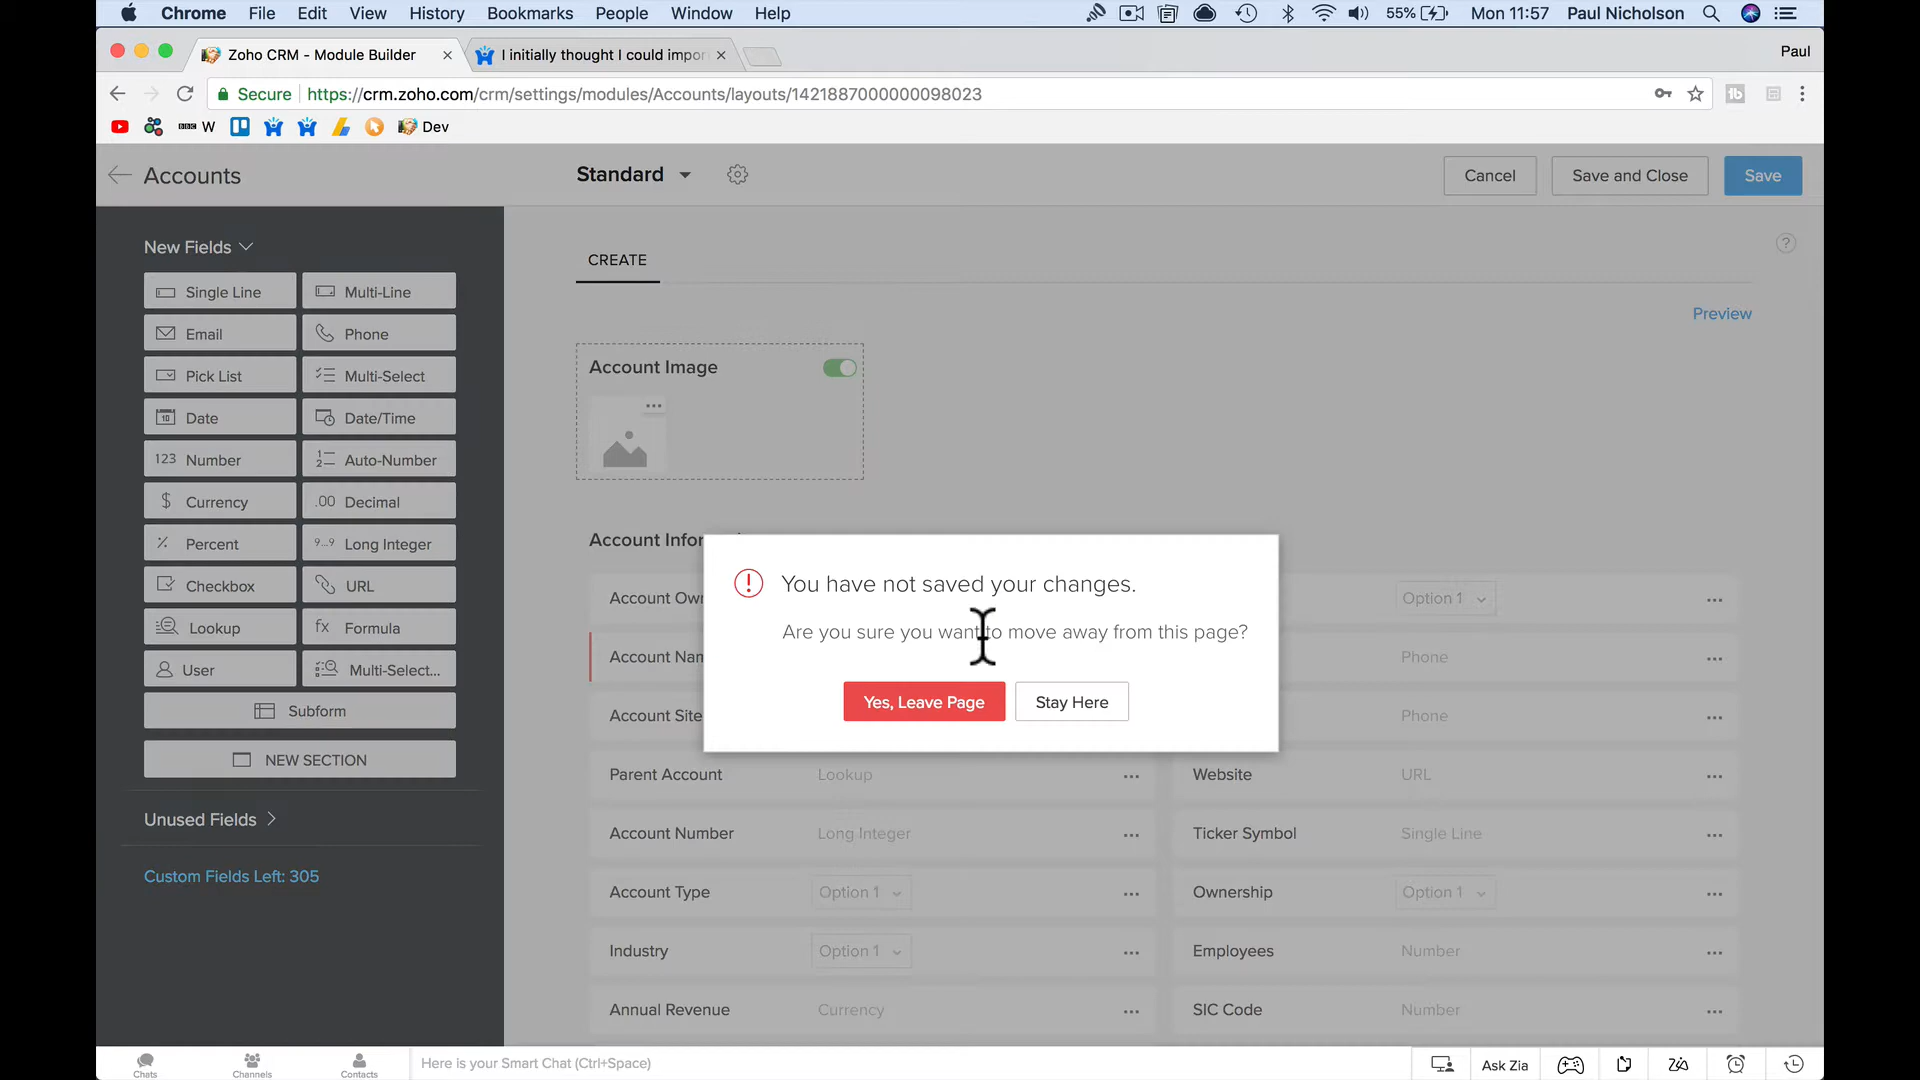 Chrome File Edit View History Bookmarks People Window Help 55% Mon 11:57 Paul Nicholson
Zoho CRM - Module Builder I initially thought I could impor Paul
Secure https://crm.zoho.com/crm/settings/modules/Accounts/layouts/1421887000000098023
BBC W Dev
Accounts Standard Cancel Save and Close Save
New Fields
CREATE
?
Single Line Multi-Line
Preview
Email Phone
Account Image
Pick List Multi-Select
Date Date/Time
123 Number Auto-Number
$ Currency .00 Decimal
Account Infor
% Percent 9...9 Long Integer
You have not saved your changes.
Checkbox URL
Account Own Option 1
Are you sure you want to move away from this page?
Lookup fx Formula
Account Nam Phone
User Multi-Select...
Yes, Leave Page Stay Here
Subform
Account Site Phone
NEW SECTION
Parent Account Lookup Website URL
Unused Fields
Account Number Long Integer Ticker Symbol Single Line
Custom Fields Left: 305
Account Type Option 1 Ownership Option 1
Industry Option 1 Employees Number
Annual Revenue Currency SIC Code Number
Chats Channels Contacts Here is your Smart Chat (Ctrl+Space) Ask Zia